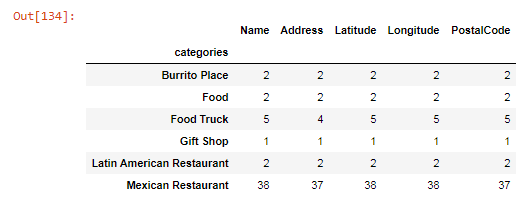 Out[134]:
Name Address Latitude Longitude PostalCode
categories
Burrito Place 2 2 2 2 2
Food 2 2 2 2 2
Food Truck 5 4 5 5 5
Gift Shop 1 1 1 1 1
Latin American Restaurant 2 2 2 2 2
Mexican Restaurant 38 37 38 38 37